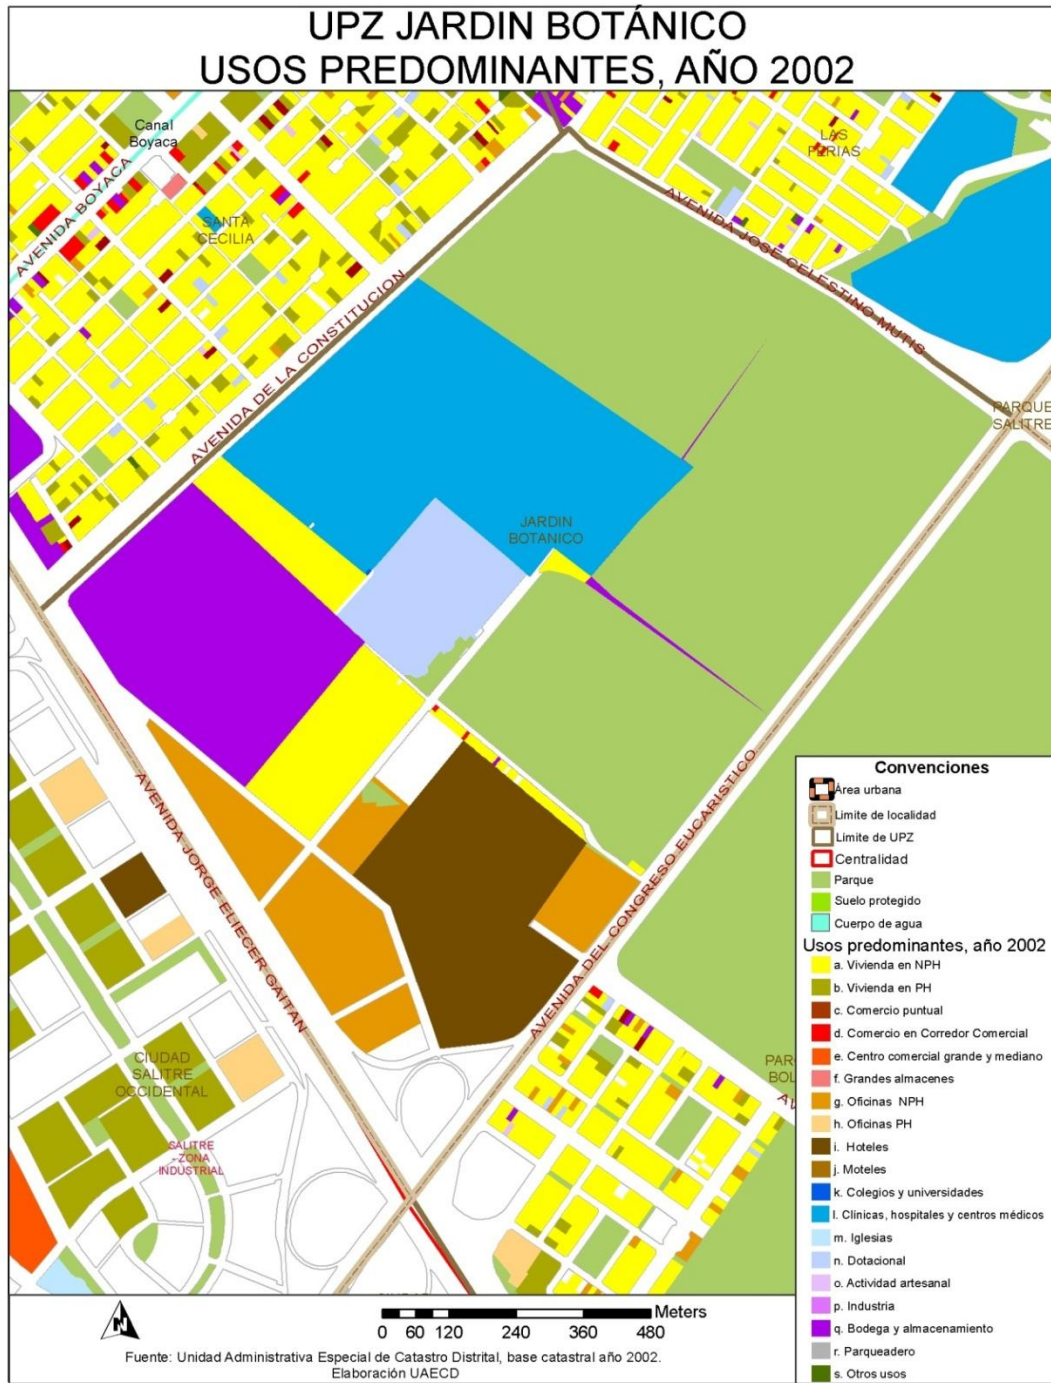 UPZ JARDIN BOTÁNICO
USOS PREDOMINANTES, AÑO 2002
Canal
Boyaca
AVENIDA BOYACA
SANTA
CECILIA
LAS
FERIAS
AVENIDA JOSE CELESTINO MUTIS
AVENIDA DE LA CONSTITUCION
PARQUE
SALITRE
JARDIN
BOTANICO
AVENIDA JORGE ELIECER GAITAN
AVENIDA DEL CONGRESO EUCARISTICO
CIUDAD
SALITRE
OCCIDENTAL
SALITRE
- ZONA
INDUSTRIAL
Convenciones
Área urbana
Limite de localidad
Límite de UPZ
Centralidad
Parque
Suelo protegido
Cuerpo de agua
Usos predominantes, año 2002
a. Vivienda en NPH
b. Vivienda en PH
c. Comercio puntual
d. Comercio en Corredor Comercial
e. Centro comercial grande y mediano
f. Grandes almacenes
g. Oficinas NPH
h. Oficinas PH
i. Hoteles
j. Moteles
k. Colegios y universidades
l. Clínicas, hospitales y centros médicos
m. Iglesias
n. Dotacional
o. Actividad artesanal
p. Industria
q. Bodega y almacenamiento
r. Parqueadero
s. Otros usos
N
Meters
0 60 120 240 360 480
Fuente: Unidad Administrativa Especial de Catastro Distrital, base catastral año 2002.
Elaboración UAECD